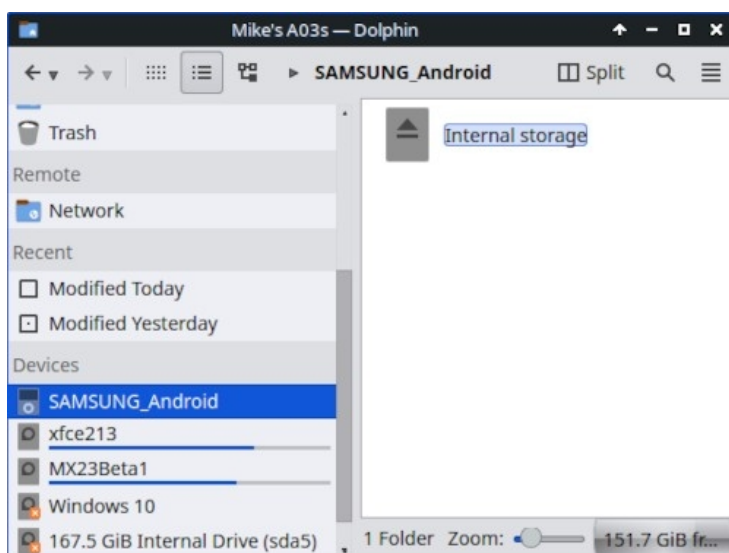 Mike's A03s — Dolphin
SAMSUNG_Android
Split
Trash
Remote
Network
Recent
Modified Today
Modified Yesterday
Devices
SAMSUNG_Android
xfce213
MX23Beta1
Windows 10
167.5 GiB Internal Drive (sda5)
Internal storage
1 Folder Zoom: 151.7 GiB fr...